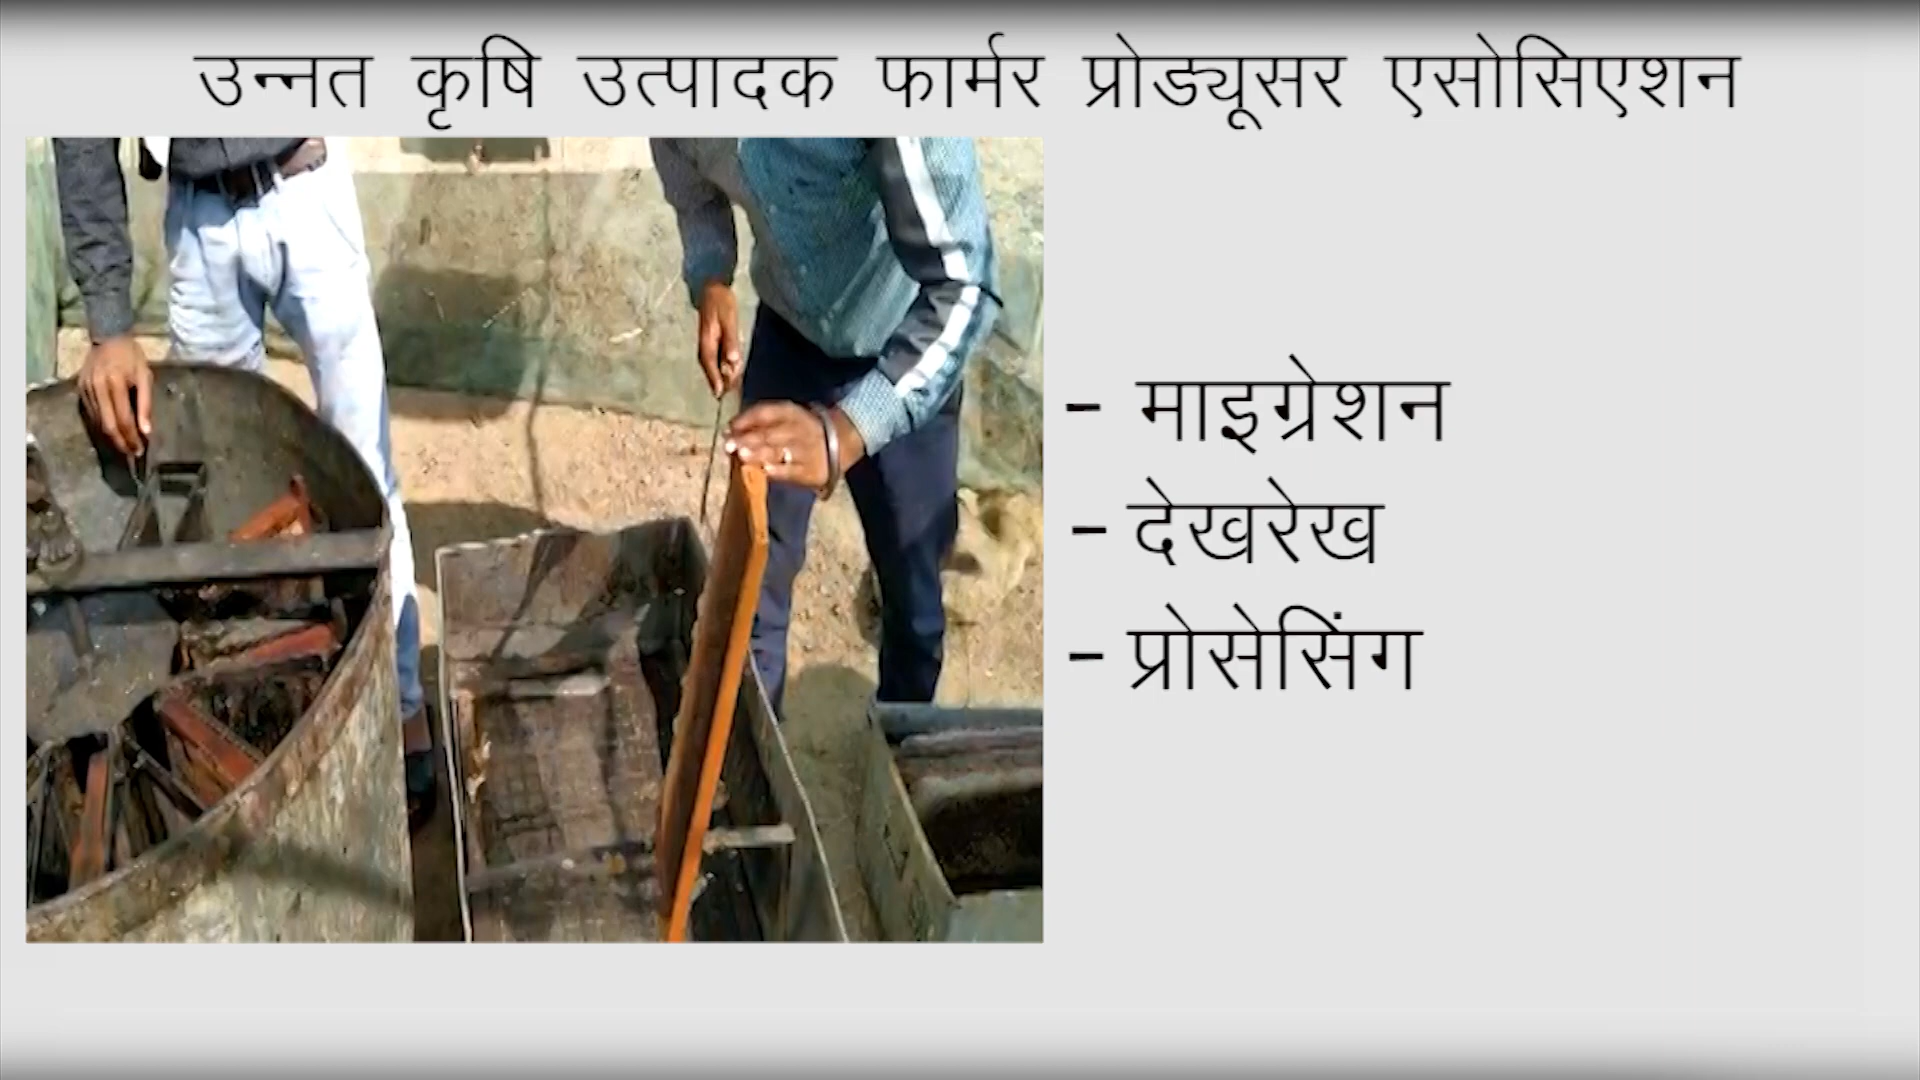 उन्नत कृषि उत्पादक फार्मर प्रोड्यूसर एसोसिएशन
- माइग्रेशन
- देखरेख
- प्रोसेसिंग